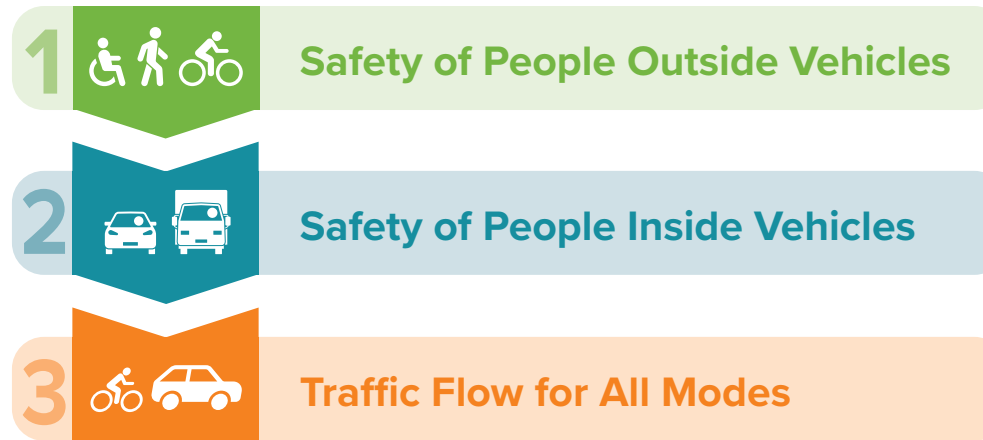 1
Safety of People Outside Vehicles
2
Safety of People Inside Vehicles
3
Traffic Flow for All Modes